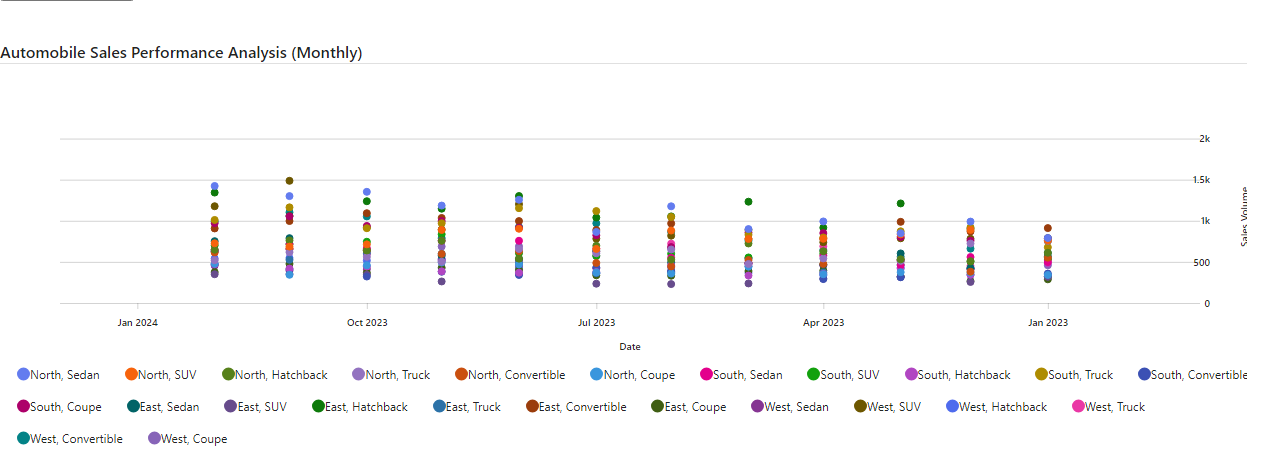 Automobile Sales Performance Analysis (Monthly)
2k
1.5k
1k
500
0
Sales Volume
Jan 2024 Oct 2023 Jul 2023 Apr 2023 Jan 2023
Date
North, Sedan North, SUV North, Hatchback North, Truck North, Convertible North, Coupe South, Sedan South, SUV South, Hatchback South, Truck South, Convertible
South, Coupe East, Sedan East, SUV East, Hatchback East, Truck East, Convertible East, Coupe West, Sedan West, SUV West, Hatchback West, Truck
West, Convertible West, Coupe